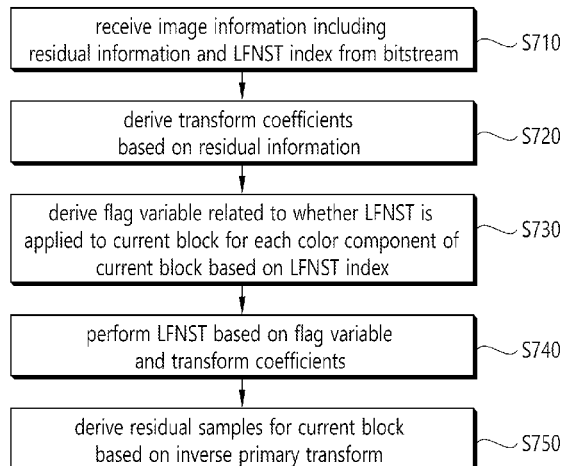 receive image information including
residual information and LFNST index from bitstream
S710
derive transform coefficients
based on residual information
S720
derive flag variable related to whether LFNST is
applied to current block for each color component of
current block based on LFNST index
S730
perform LFNST based on flag variable
and transform coefficients
S740
derive residual samples for current block
based on inverse primary transform
S750